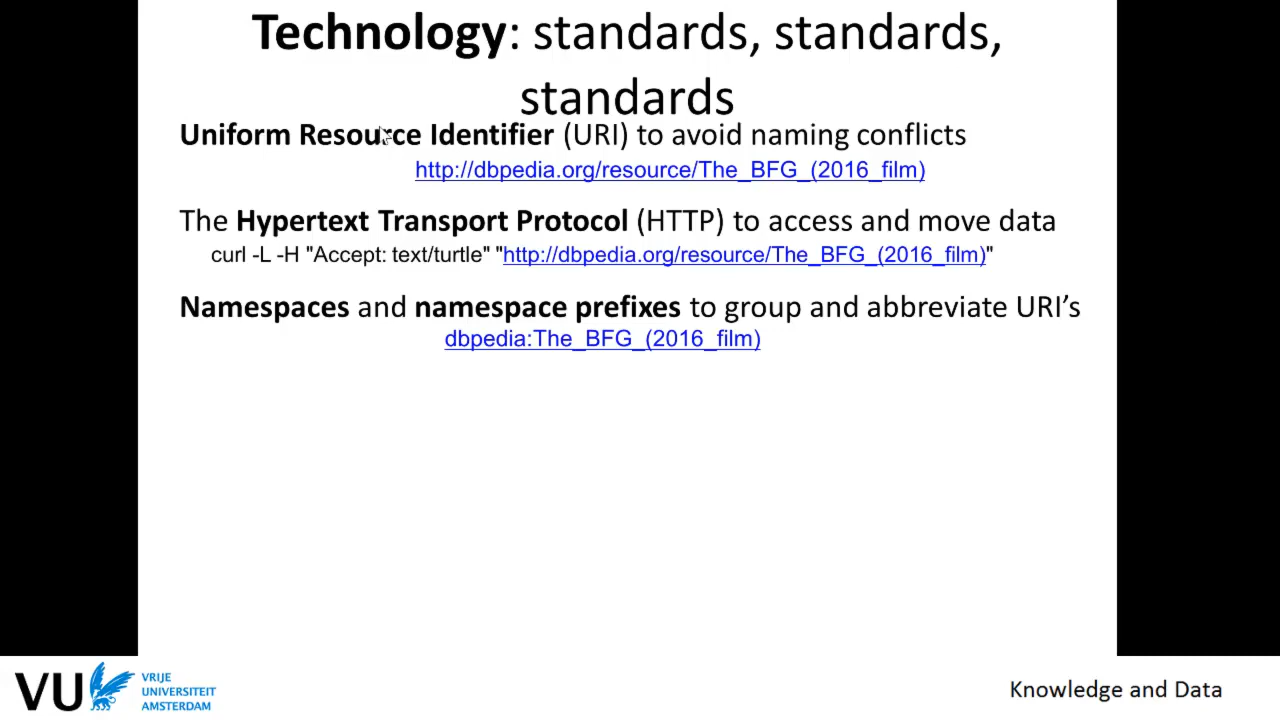 Technology: standards, standards,
standards
Uniform Resource Identifier (URI) to avoid naming conflicts
http://dbpedia.org/resource/The_BFG_(2016_film)
The Hypertext Transport Protocol (HTTP) to access and move data
curl -L -H "Accept: text/turtle" "http://dbpedia.org/resource/The_BFG_(2016_film)"
Namespaces and namespace prefixes to group and abbreviate URI’s
dbpedia:The_BFG_(2016_film)
VU
VRIJE
UNIVERSITEIT
AMSTERDAM
Knowledge and Data